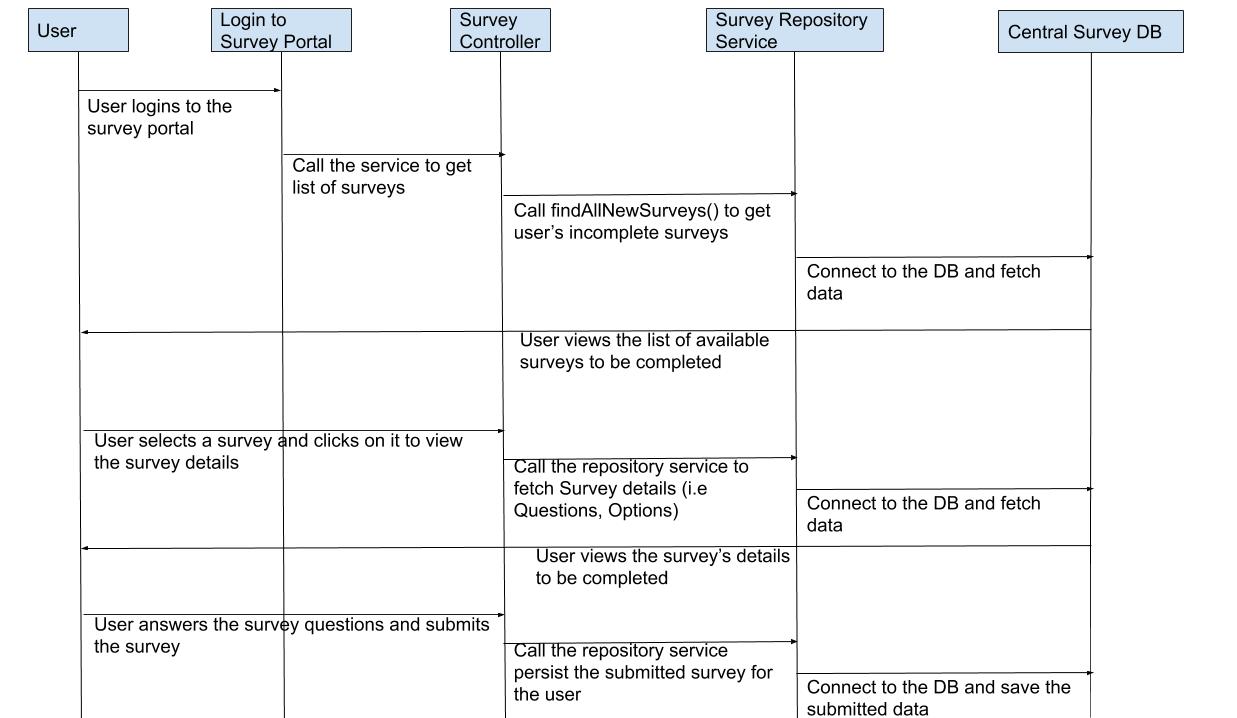 User
Login to
Survey Portal
Survey
Controller
Survey Repository
Service
Central Survey DB
User logins to the
survey portal
Call the service to get
list of surveys
Call findAllNewSurveys() to get
user’s incomplete surveys
Connect to the DB and fetch
data
User views the list of available
surveys to be completed
User selects a survey and clicks on it to view
the survey details
Call the repository service to
fetch Survey details (i.e
Questions, Options)
Connect to the DB and fetch
data
User views the survey’s details
to be completed
User answers the survey questions and submits
the survey
Call the repository service
persist the submitted survey for
the user
Connect to the DB and save the
submitted data